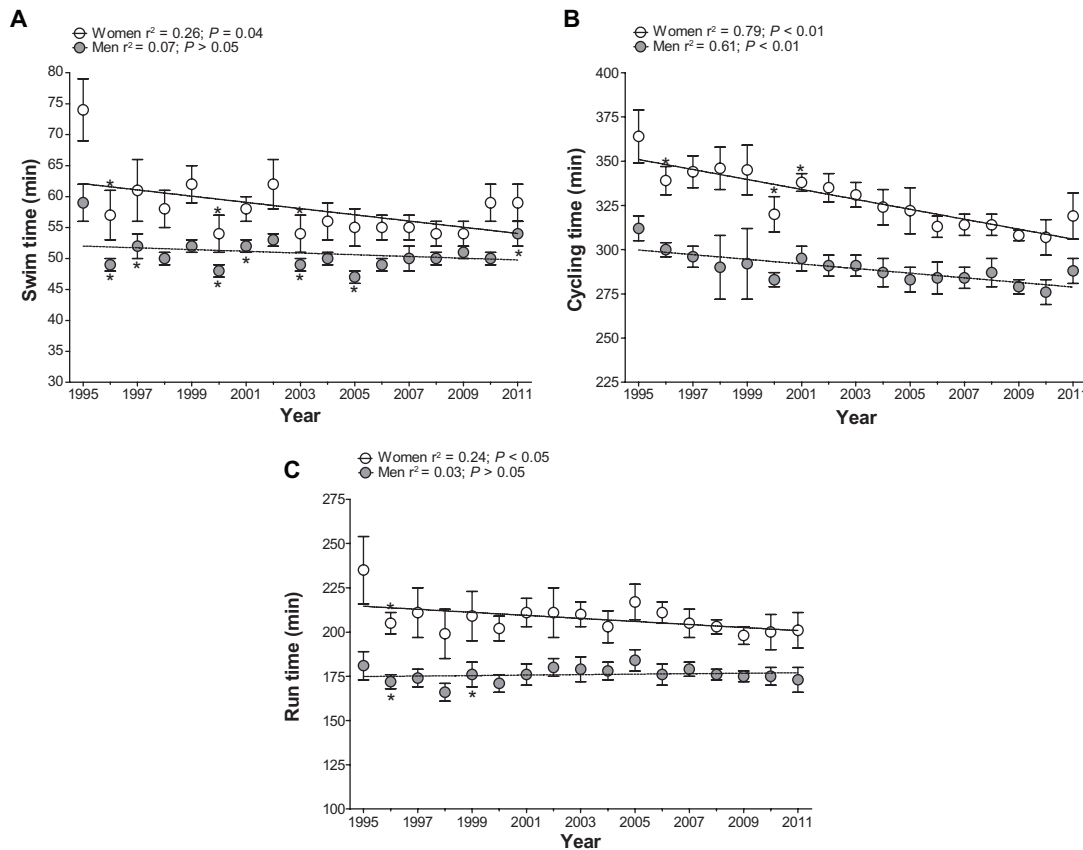 A
Women r² = 0.26; P = 0.04
Men r² = 0.07; P > 0.05
80
75
70
65
60
55
50
45
40
35
30
Swim time (min)
* * *
* * * * * * *
1995 1997 1999 2001 2003 2005 2007 2009 2011
Year
B
Women r² = 0.79; P < 0.01
Men r² = 0.61; P < 0.01
400
350
300
275
225
Cycling time (min)
* * *
1995 1997 1999 2001 2003 2005 2007 2009 2011
Year
C
Women r² = 0.24; P < 0.05
Men r² = 0.03; P > 0.05
275
250
225
200
175
150
125
100
Run time (min)
*
* *
1995 1997 1999 2001 2003 2005 2007 2009 2011
Year